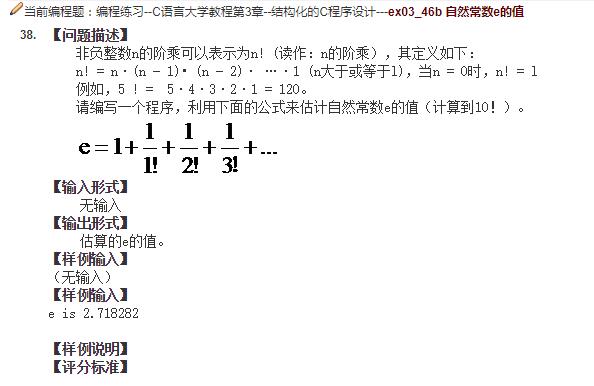 当前编程题：编程练习--C语言大学教程第3章--结构化的C程序设计---ex03_46b 自然常数e的值
38. 【问题描述】
非负整数n的阶乘可以表示为n! (读作：n的阶乘)，其定义如下：
n! = n·(n - 1)·(n - 2)· … ·1 (n大于或等于l)，当n = 0时，n! = l
例如，5 ! = 5·4·3·2·1 = 120。
请编写一个程序，利用下面的公式来估计自然常数e的值（计算到10！）。
e = 1 + 1/1! + 1/2! + 1/3! + ...
【输入形式】
无输入
【输出形式】
估算的e的值。
【样例输入】
（无输入）
【样例输入】
e is 2.718282
【样例说明】
【评分标准】